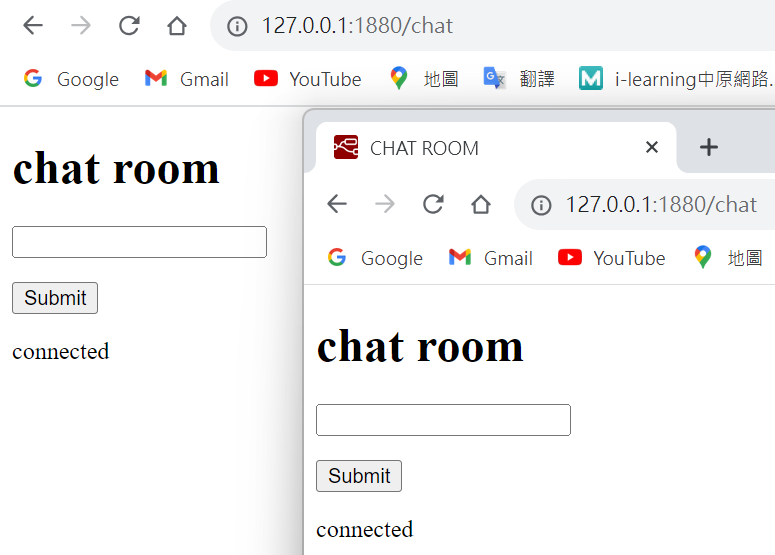 127.0.0.1:1880/chat
Google Gmail YouTube 地圖 翻譯 i-learning中原網路..
chat room
Submit
connected
CHAT ROOM
127.0.0.1:1880/chat
Google Gmail YouTube 地圖
chat room
Submit
connected